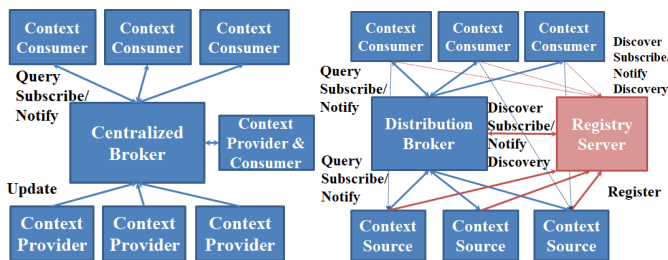 Context
Consumer
Context
Consumer
Context
Consumer
Query
Subscribe/
Notify
Centralized
Broker
Context
Provider &
Consumer
Update
Context
Provider
Context
Provider
Context
Provider
Context
Consumer
Context
Consumer
Context
Consumer
Discover
Subscribe/
Notify
Discovery
Query
Subscribe/
Notify
Distribution
Broker
Discover
Subscribe/
Notify
Discovery
Registry
Server
Query
Subscribe/
Notify
Register
Context
Source
Context
Source
Context
Source